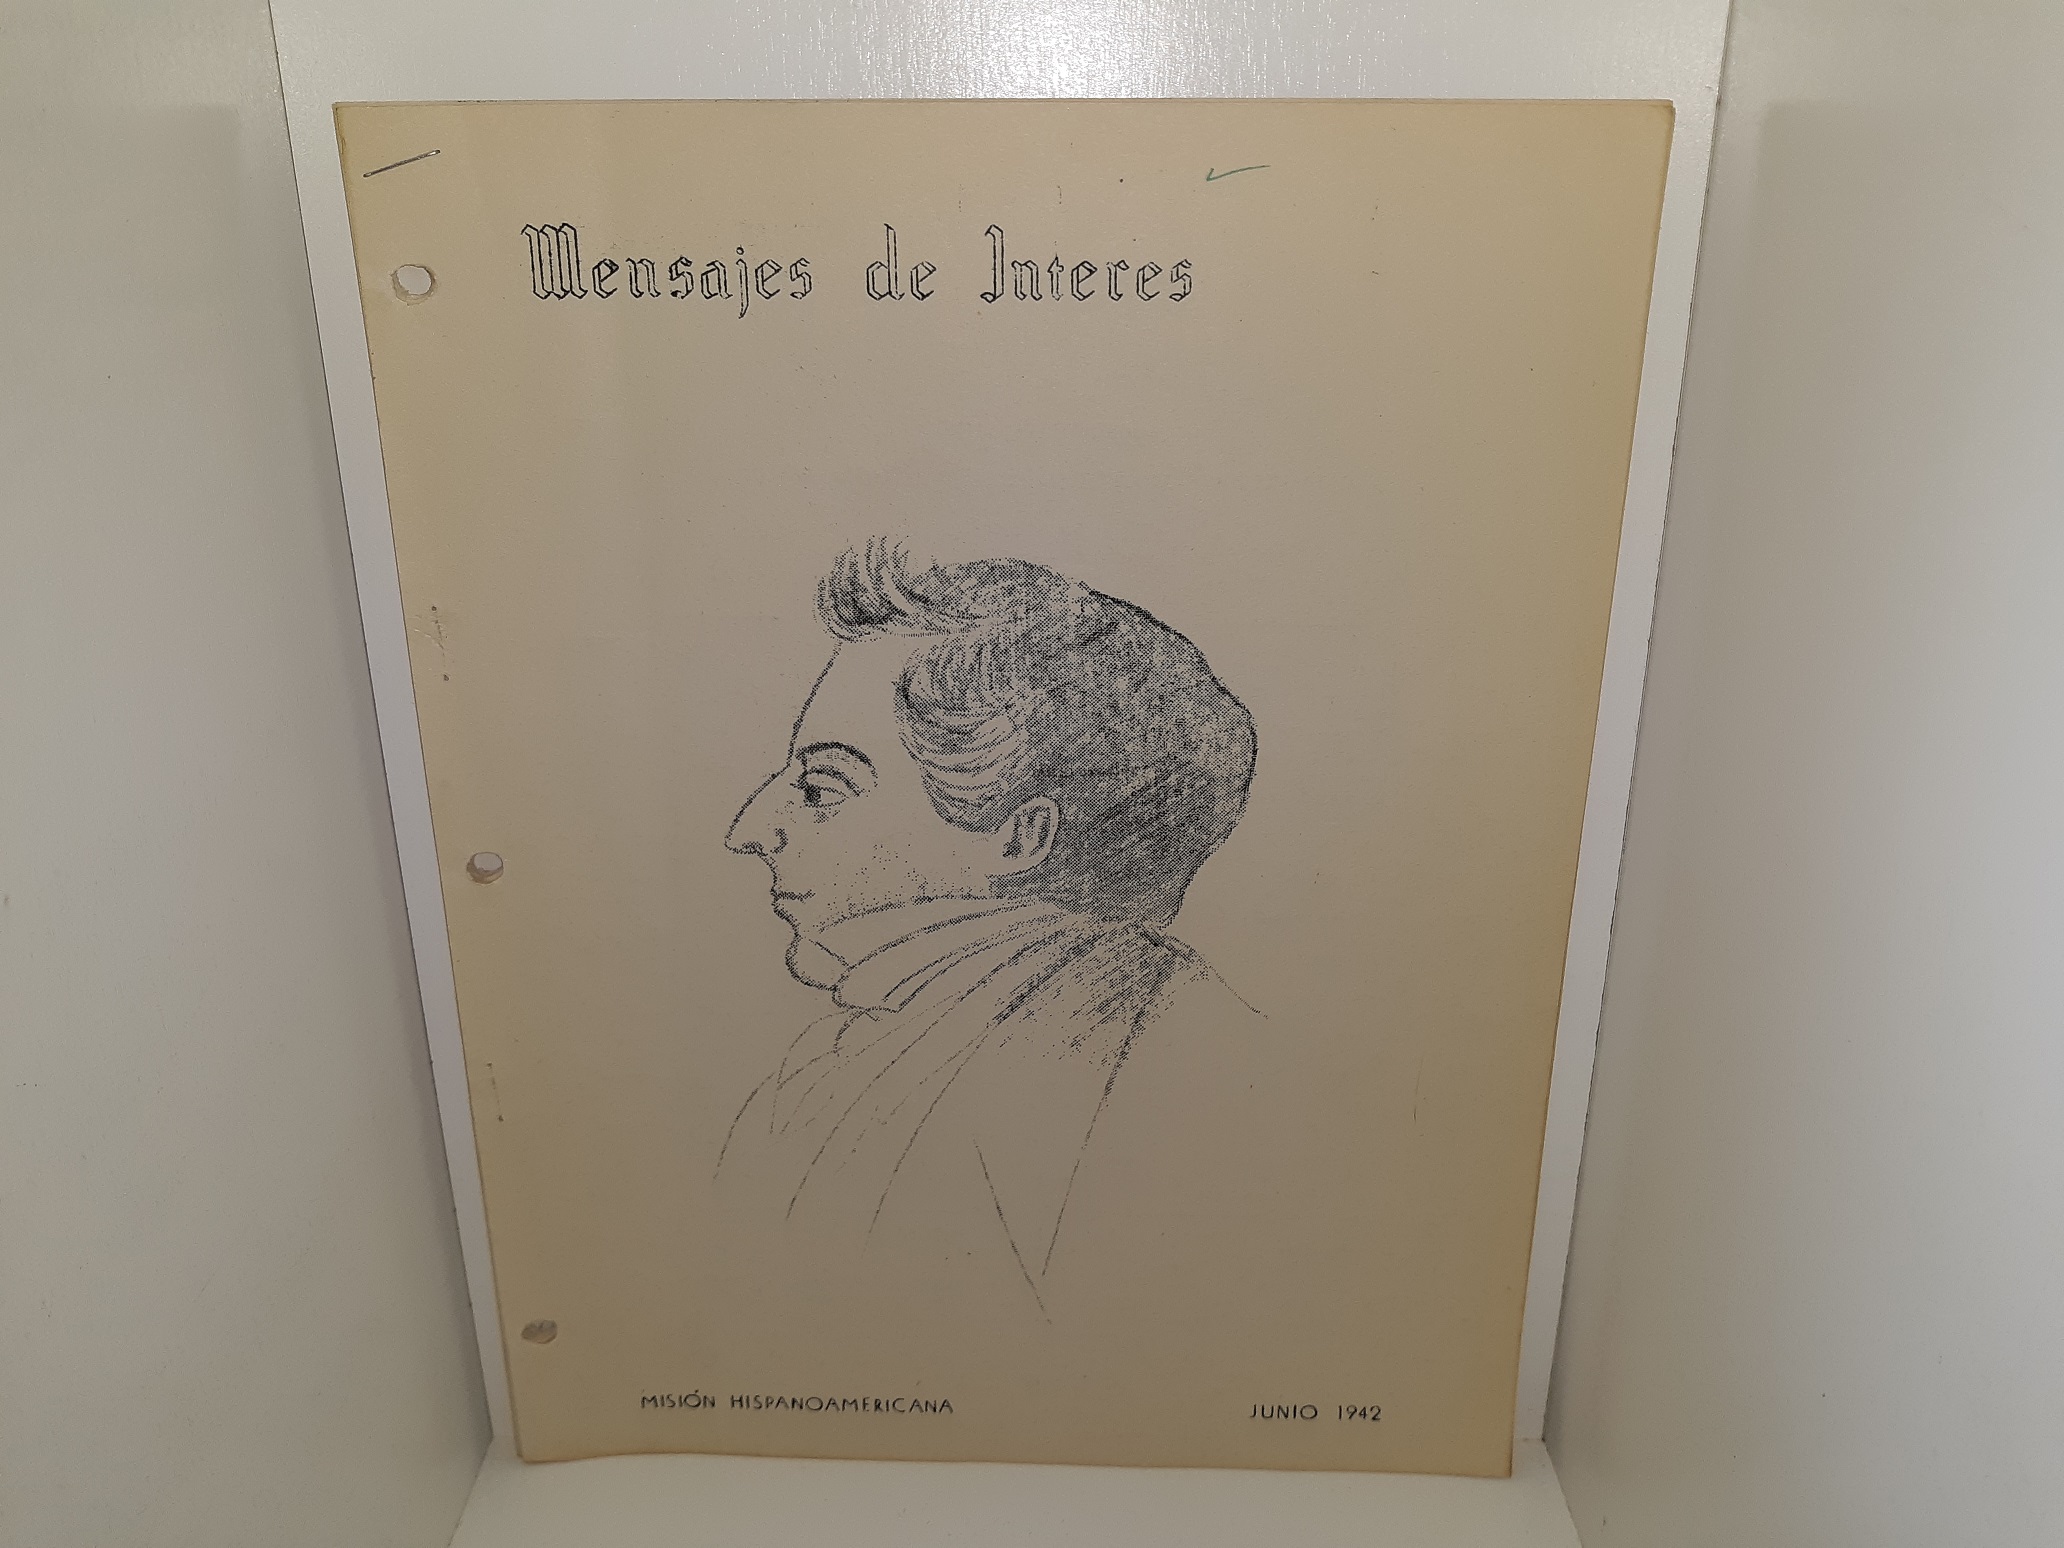 Mensajes de Interes
MISIÓN HISPANOAMERICANA
JUNIO 1942